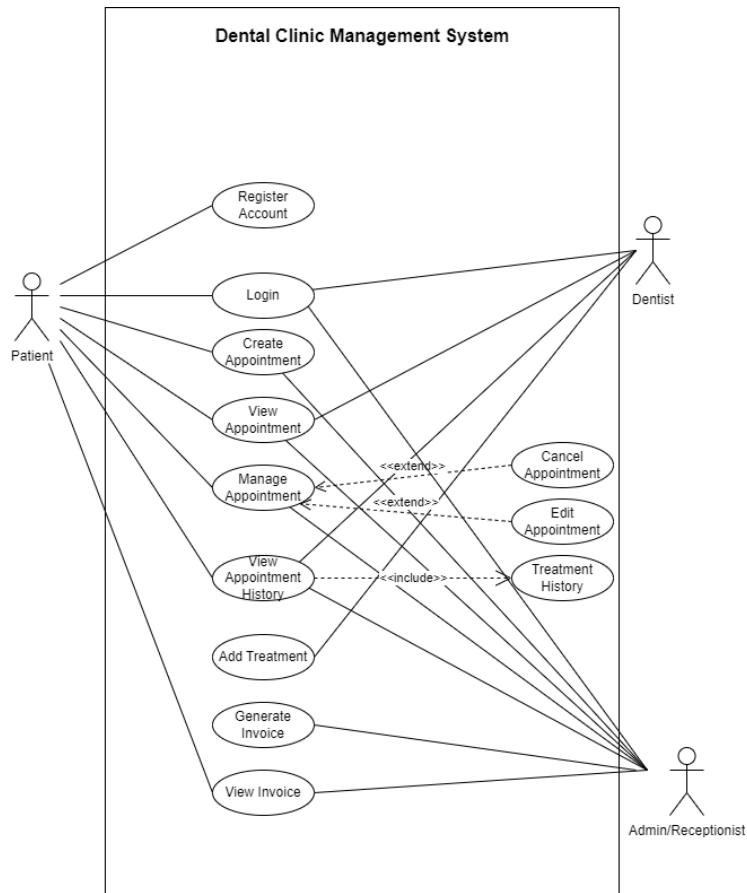 Dental Clinic Management System
Register
Account
Dentist
Login
Patient
Create
Appointment
View
Appointment
Cancel
Appointment
<<extend>>
Manage
Appointment
<<extend>>
Edit
Appointment
View
Appointment
History
<<include>>
Treatment
History
Add Treatment
Generate
Invoice
View Invoice
Admin/Receptionist